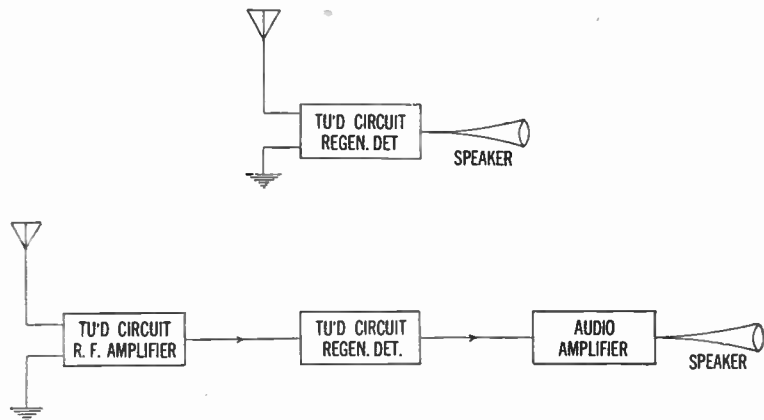 TU'D CIRCUIT
REGEN. DET
SPEAKER
TU'D CIRCUIT
R. F. AMPLIFIER
TU'D CIRCUIT
REGEN. DET.
AUDIO
AMPLIFIER
SPEAKER